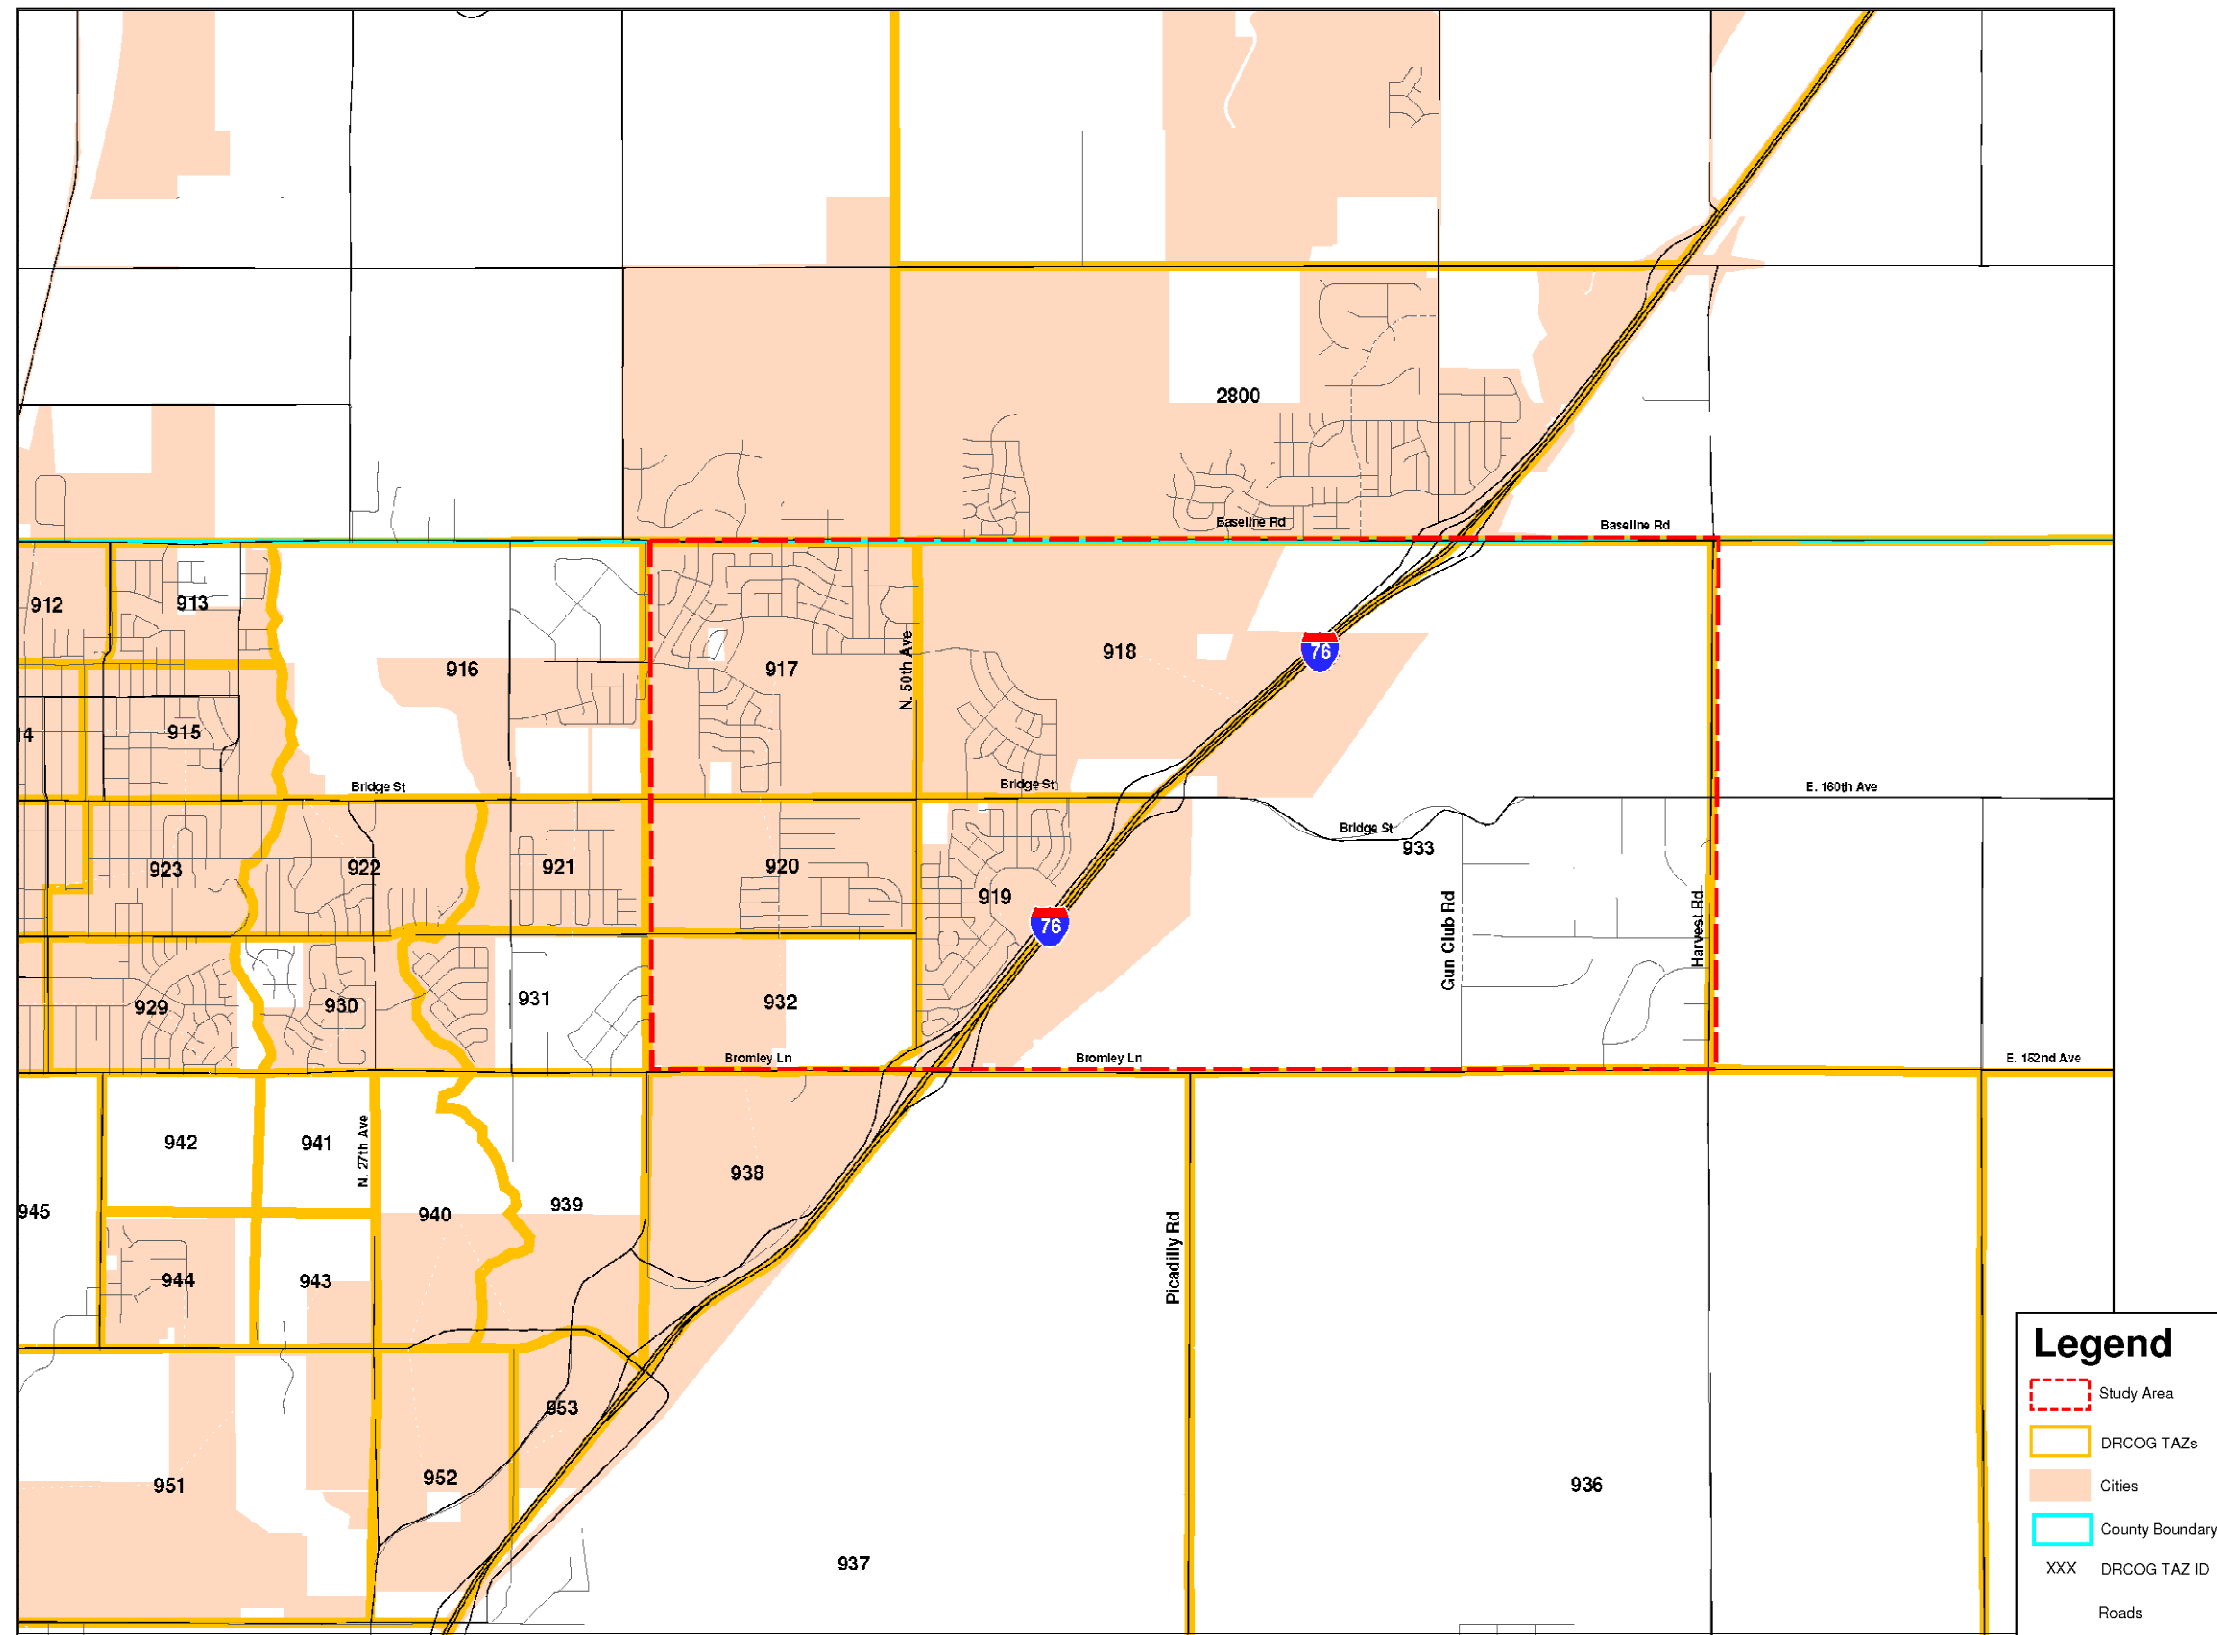 2800
Baseline Rd
Baseline Rd
912
913
916
917
N. 50th Ave
918
76
14
915
Bridge St
Bridge St
E. 160th Ave
Bridge St
933
923
922
921
920
919
76
Gun Club Rd
Harvest Rd
929
930
931
932
Bromley Ln
Bromley Ln
E. 152nd Ave
942
941
N. 27th Ave
938
945
940
939
Picadilly Rd
944
943
953
951
952
936
937
Legend
Study Area
DRCOG TAZs
Cities
County Boundary
XXX DRCOG TAZ ID
Roads